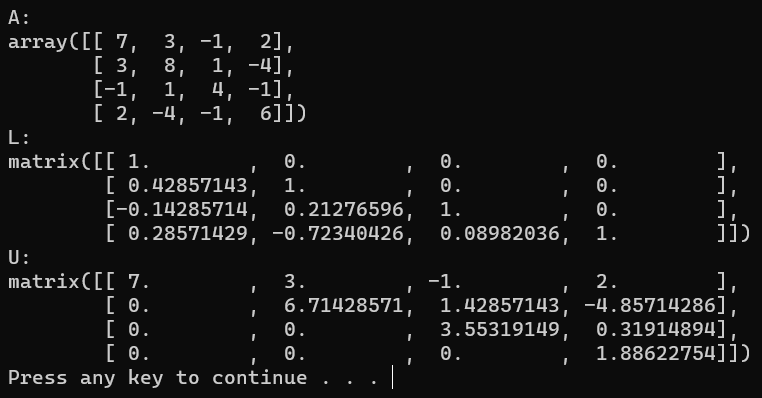 A:
array([[ 7,  3, -1,  2],
       [ 3,  8,  1, -4],
       [-1,  1,  4, -1],
       [ 2, -4, -1,  6]])
L:
matrix([[ 1.        ,  0.        ,  0.        ,  0.        ],
        [ 0.42857143,  1.        ,  0.        ,  0.        ],
        [-0.14285714,  0.21276596,  1.        ,  0.        ],
        [ 0.28571429, -0.72340426,  0.08982036,  1.        ]])
U:
matrix([[ 7.        ,  3.        , -1.        ,  2.        ],
        [ 0.        ,  6.71428571,  1.42857143, -4.85714286],
        [ 0.        ,  0.        ,  3.55319149,  0.31914894],
        [ 0.        ,  0.        ,  0.        ,  1.88622754]])
Press any key to continue . . .